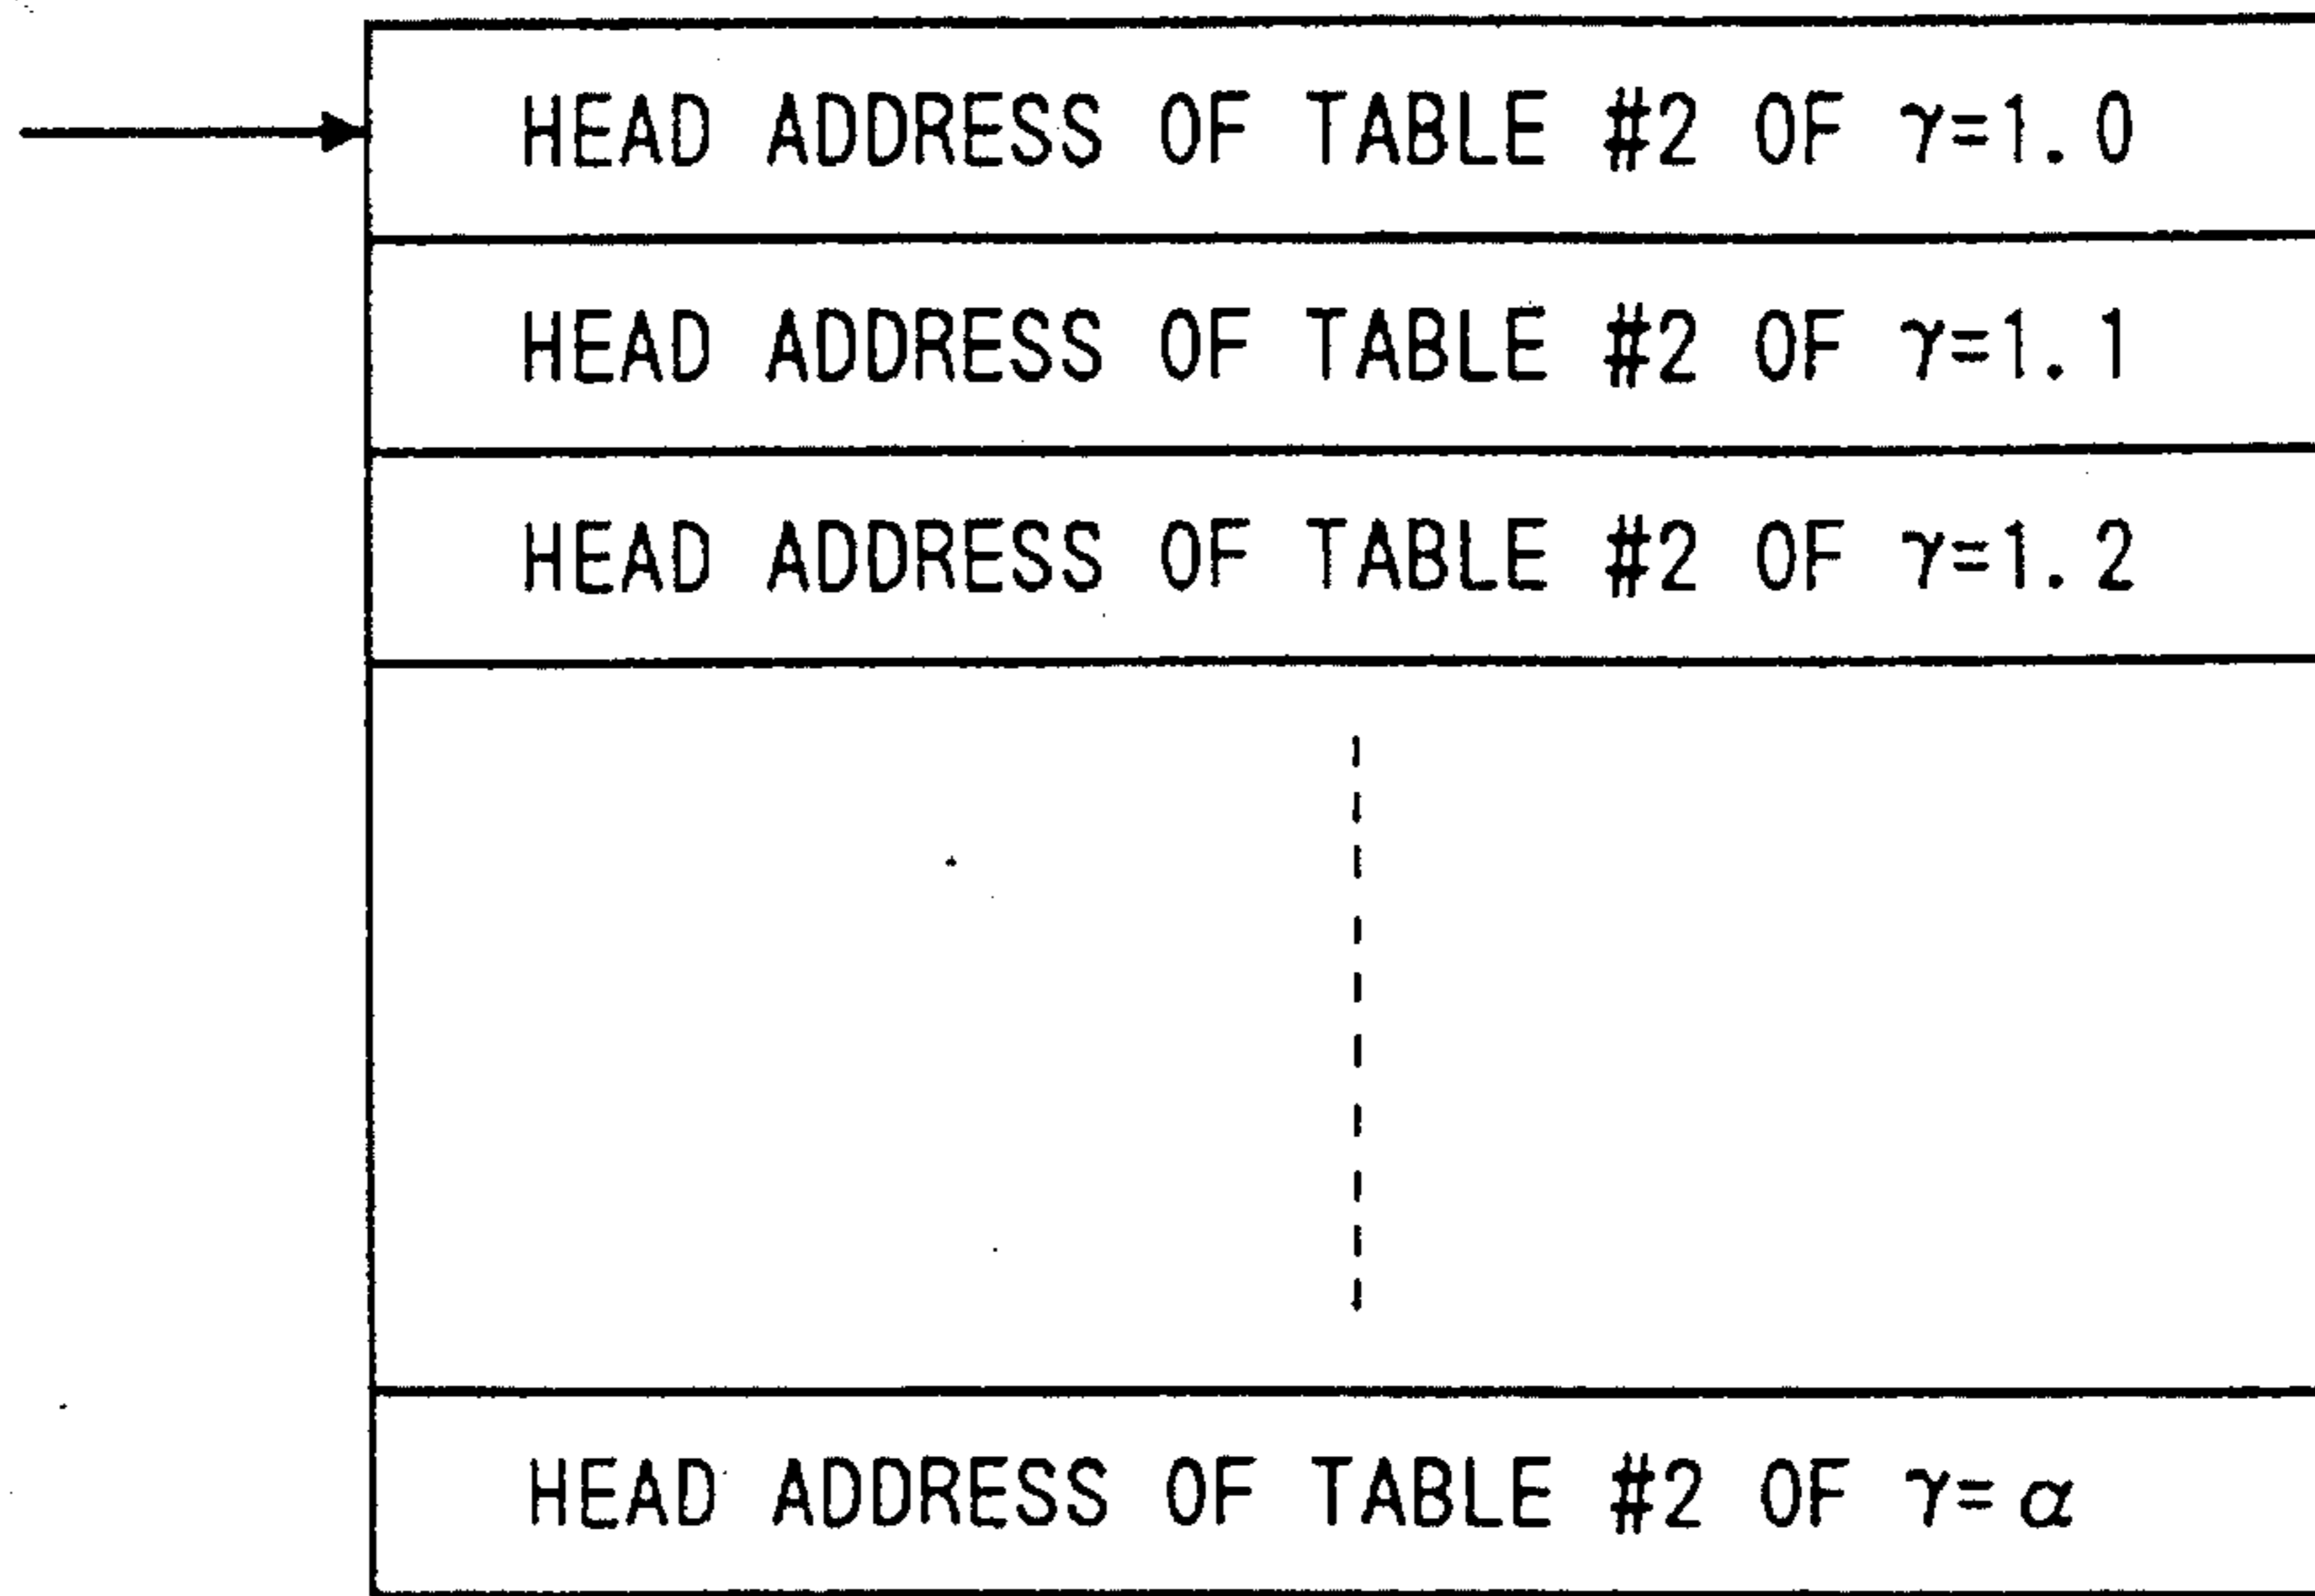 HEAD ADDRESS OF TABLE #2 OF γ=1.0
HEAD ADDRESS OF TABLE #2 OF γ=1.1
HEAD ADDRESS OF TABLE #2 OF γ=1.2
HEAD ADDRESS OF TABLE #2 OF γ=α